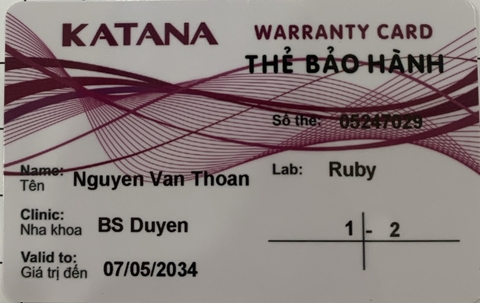 KATANA WARRANTY CARD
THẺ BẢO HÀNH
Số thẻ: 05247029
Name: Lab: Ruby
Tên Nguyen Van Thoan
Clinic:
Nha khoa BS Duyen 1 - 2
Valid to:
Giá trị đến 07/05/2034